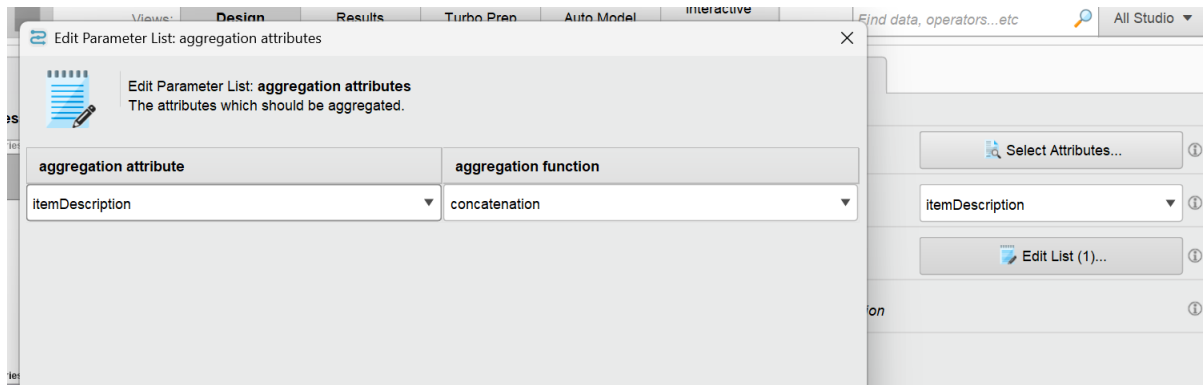 Views:
Design
Results
Turbo Prep
Auto Model
Interactive
Find data, operators...etc
All Studio
Edit Parameter List: aggregation attributes
Edit Parameter List: aggregation attributes
The attributes which should be aggregated.
aggregation attribute
aggregation function
itemDescription
concatenation
Select Attributes...
itemDescription
Edit List (1)...